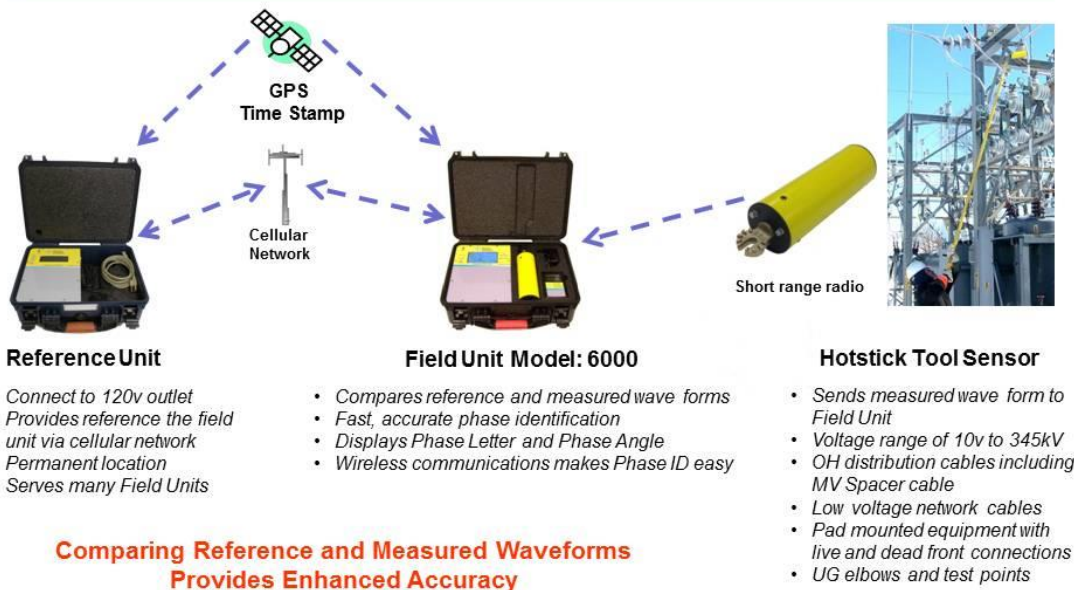 GPS
Time Stamp
Cellular
Network
Short range radio
Reference Unit
Connect to 120v outlet
Provides reference the field
unit via cellular network
Permanent location
Serves many Field Units
Field Unit Model: 6000
• Compares reference and measured wave forms
• Fast, accurate phase identification
• Displays Phase Letter and Phase Angle
• Wireless communications makes Phase ID easy
Hotstick Tool Sensor
• Sends measured wave form to
Field Unit
• Voltage range of 10v to 345kV
• OH distribution cables including
MV Spacer cable
• Low voltage network cables
• Pad mounted equipment with
live and dead front connections
• UG elbows and test points
Comparing Reference and Measured Waveforms
Provides Enhanced Accuracy